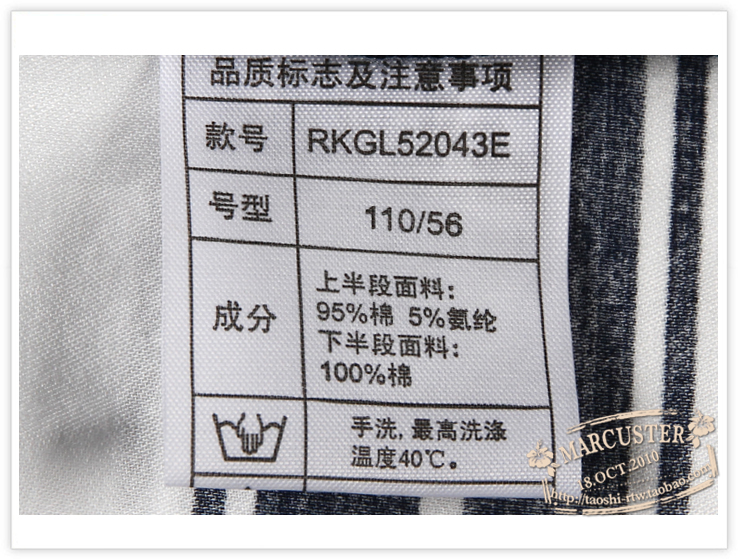 品质标志及注意事项
款号 RKGL52043E
号型 110/56
成分
上半段面料:
95%棉 5%氨纶
下半段面料:
100%棉
手洗, 最高洗涤
温度40℃。
MARCUSTER
18.OCT.2010
http://taoshi-rtw.taobao.com